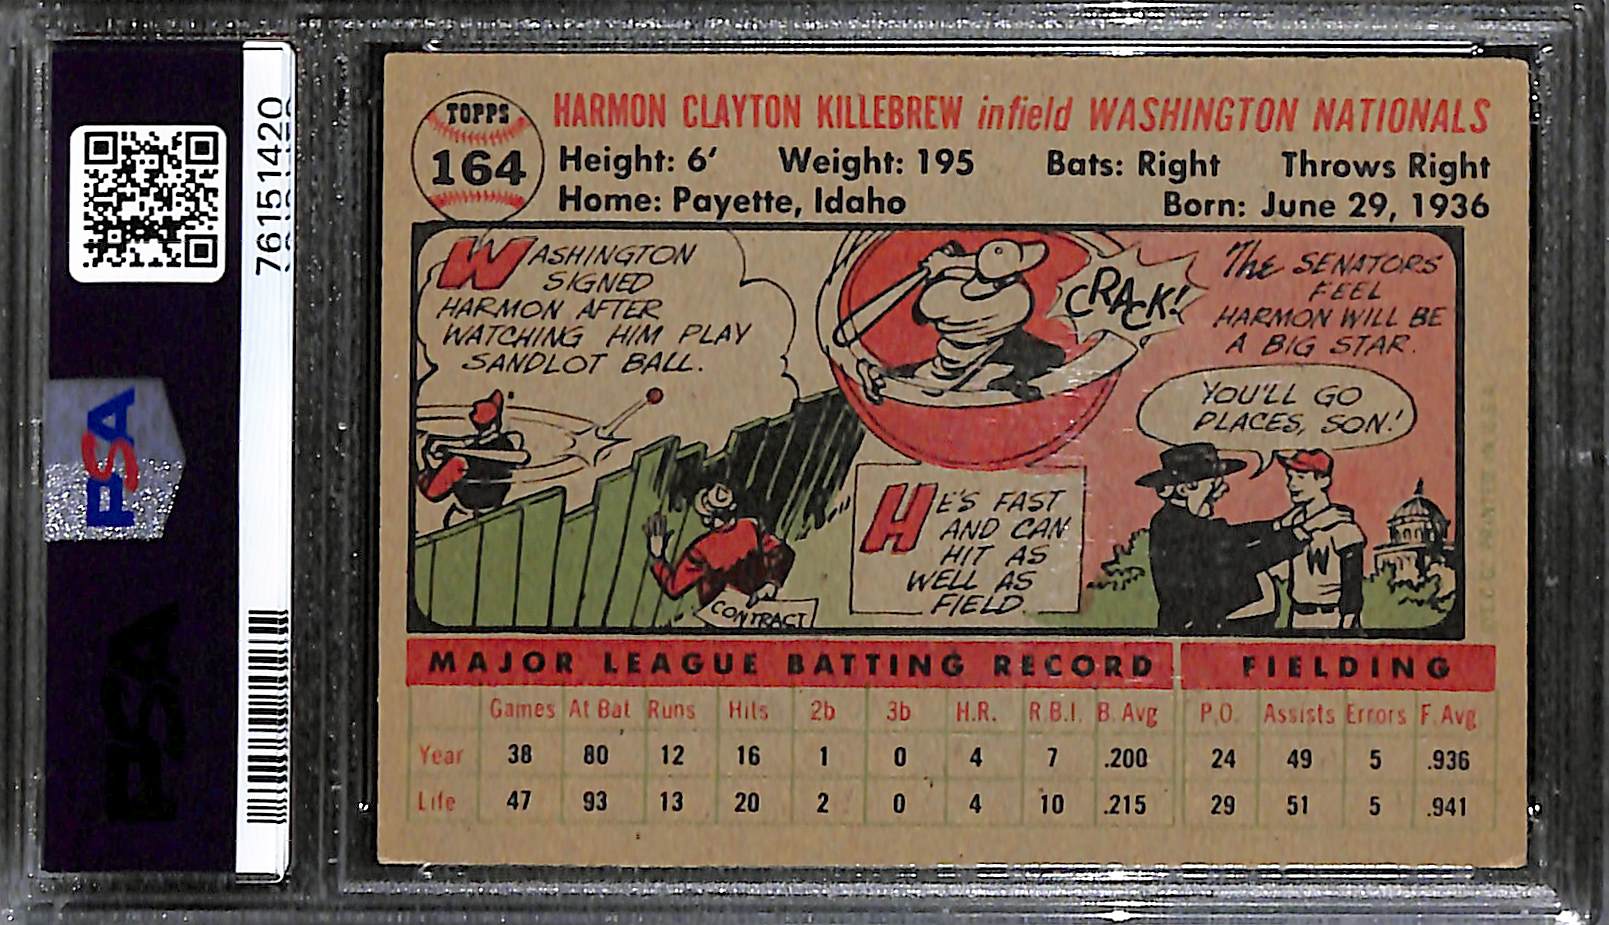 76151420
PSA
PSA
TOPPS
164
HARMON CLAYTON KILLEBREW infield WASHINGTON NATIONALS
Height: 6' Weight: 195 Bats: Right Throws Right
Home: Payette, Idaho Born: June 29, 1936
WASHINGTON
SIGNED
HARMON AFTER
WATCHING HIM PLAY
SANDLOT BALL.
CONTRACT
CRACK!
HE'S FAST
AND CAN
HIT AS
WELL AS
FIELD.
The SENATORS
FEEL
HARMON WILL BE
A BIG STAR.
YOU'LL GO
PLACES, SON!
W
MAJOR LEAGUE BATTING RECORD FIELDING
Games At Bat Runs Hits 2b 3b H.R. R.B.I. B. Avg P.O. Assists Errors F. Avg
Year 38 80 12 16 1 0 4 7 .200 24 49 5 .936
Life 47 93 13 20 2 0 4 10 .215 29 51 5 .941